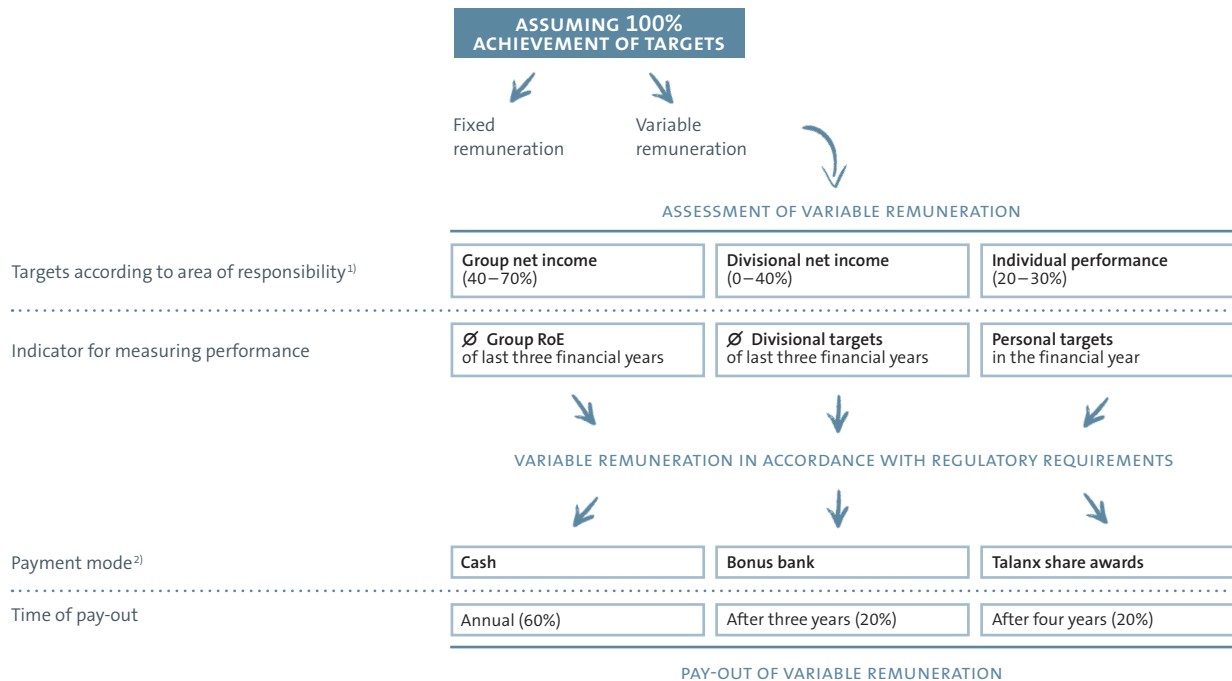 ASSUMING 100%
ACHIEVEMENT OF TARGETS
Fixed
remuneration
Variable
remuneration
ASSESSMENT OF VARIABLE REMUNERATION
Targets according to area of responsibility1)
Group net income
(40–70%)
Divisional net income
(0–40%)
Individual performance
(20–30%)
Indicator for measuring performance
Ø Group RoE
of last three financial years
Ø Divisional targets
of last three financial years
Personal targets
in the financial year
VARIABLE REMUNERATION IN ACCORDANCE WITH REGULATORY REQUIREMENTS
Payment mode2)
Cash
Bonus bank
Talanx share awards
Time of pay-out
Annual (60%)
After three years (20%)
After four years (20%)
PAY-OUT OF VARIABLE REMUNERATION